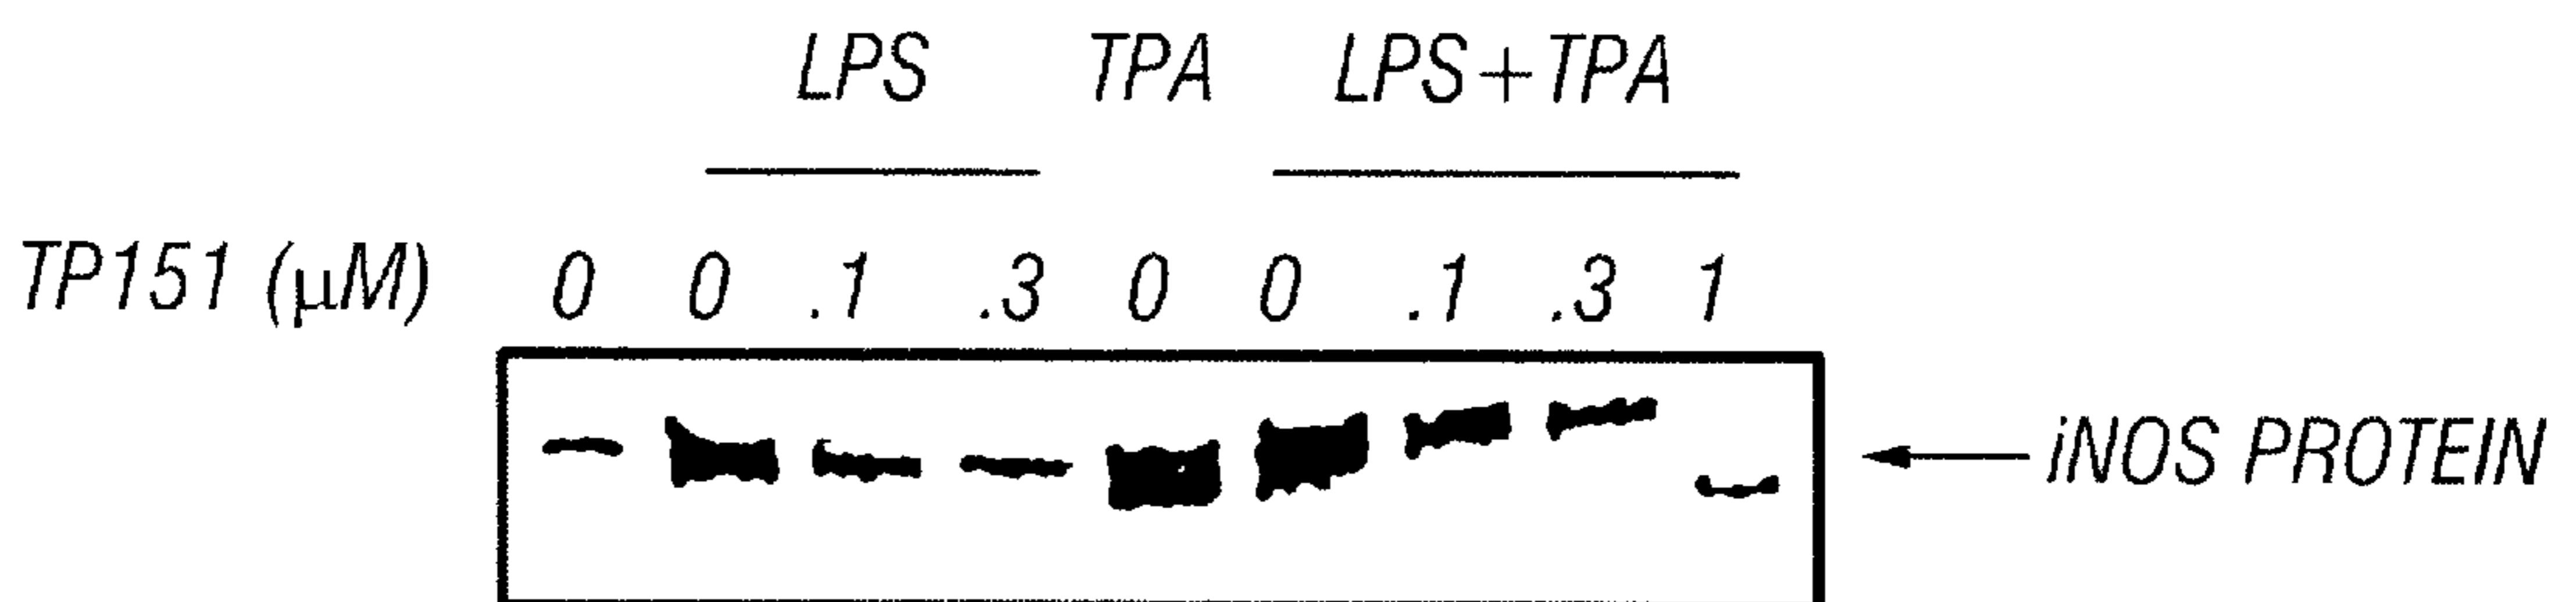 LPS TPA LPS+TPA
TP151 (μM) 0 0 .1 .3 0 0 .1 .3 1
iNOS PROTEIN